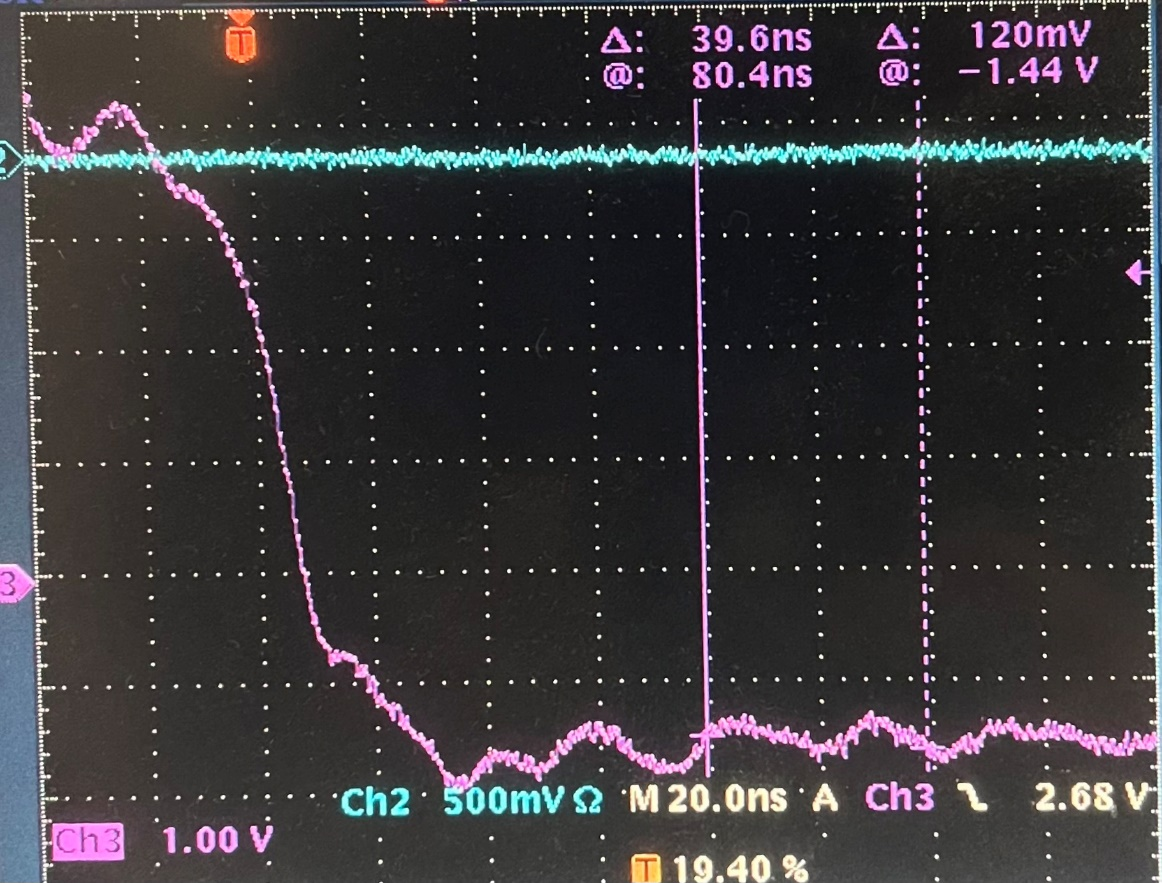 T
Δ: 39.6ns Δ: 120mV
@: 80.4ns @: −1.44 V
3
Ch2 500mVΩ M 20.0ns A Ch3 2.68 V
Ch3 1.00 V
T 19.40 %